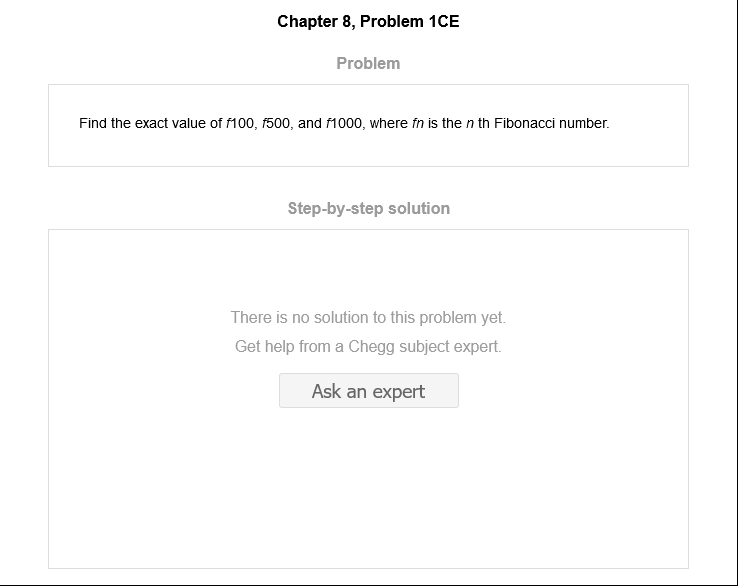 Chapter 8, Problem 1CE
Problem
Find the exact value of f100, f500, and f1000, where fn is the n th Fibonacci number.
Step-by-step solution
There is no solution to this problem yet.
Get help from a Chegg subject expert.
Ask an expert